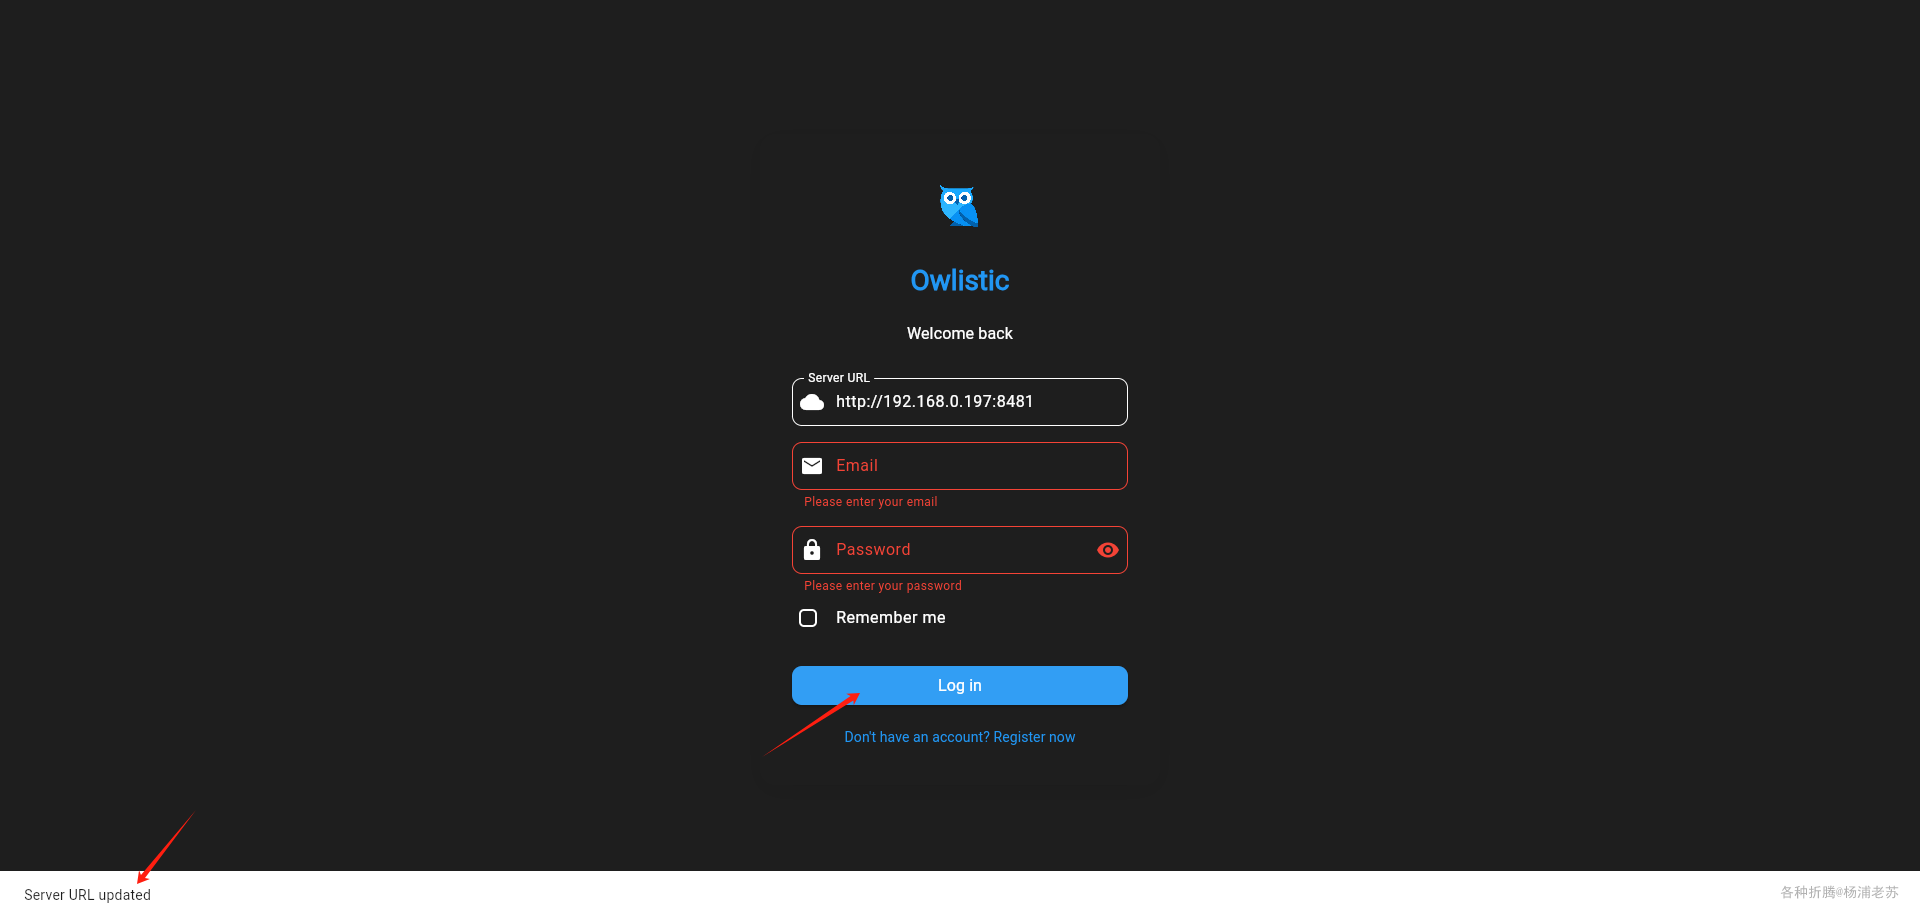 Owlistic
Welcome back
Server URL
http://192.168.0.197:8481
Email
Please enter your email
Password
Please enter your password
Remember me
Log in
Don't have an account? Register now
Server URL updated
各种折腾@杨浦老苏